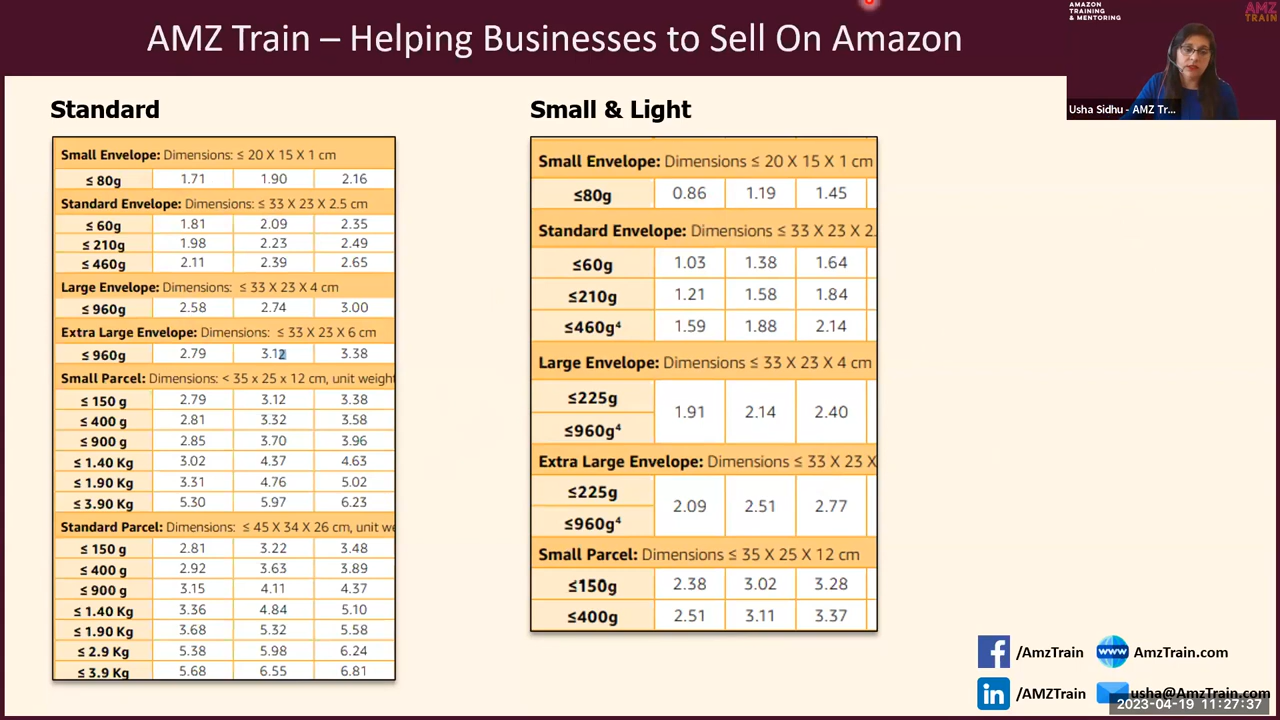 AMZ Train – Helping Businesses to Sell On Amazon
AMAZON
TRAINING
& MENTORING
AMZ
TRAIN
Usha Sidhu - AMZ Tr...
Standard
Small Envelope: Dimensions: ≤ 20 X 15 X 1 cm
≤ 80g 1.71 1.90 2.16
Standard Envelope: Dimensions: ≤ 33 X 23 X 2.5 cm
≤ 60g 1.81 2.09 2.35
≤ 210g 1.98 2.23 2.49
≤ 460g 2.11 2.39 2.65
Large Envelope: Dimensions: ≤ 33 X 23 X 4 cm
≤ 960g 2.58 2.74 3.00
Extra Large Envelope: Dimensions: ≤ 33 X 23 X 6 cm
≤ 960g 2.79 3.12 3.38
Small Parcel: Dimensions: < 35 x 25 x 12 cm, unit weight
≤ 150 g 2.79 3.12 3.38
≤ 400 g 2.81 3.32 3.58
≤ 900 g 2.85 3.70 3.96
≤ 1.40 Kg 3.02 4.37 4.63
≤ 1.90 Kg 3.31 4.76 5.02
≤ 3.90 Kg 5.30 5.97 6.23
Standard Parcel: Dimensions: ≤ 45 X 34 X 26 cm, unit we
≤ 150 g 2.81 3.22 3.48
≤ 400 g 2.92 3.63 3.89
≤ 900 g 3.15 4.11 4.37
≤ 1.40 Kg 3.36 4.84 5.10
≤ 1.90 Kg 3.68 5.32 5.58
≤ 2.9 Kg 5.38 5.98 6.24
≤ 3.9 Kg 5.68 6.55 6.81
Small & Light
Small Envelope: Dimensions ≤ 20 X 15 X 1 cm
≤80g 0.86 1.19 1.45
Standard Envelope: Dimensions ≤ 33 X 23 X 2.
≤60g 1.03 1.38 1.64
≤210g 1.21 1.58 1.84
≤460g⁴ 1.59 1.88 2.14
Large Envelope: Dimensions ≤ 33 X 23 X 4 cm
≤225g
1.91 2.14 2.40
≤960g⁴
Extra Large Envelope: Dimensions ≤ 33 X 23 X
≤225g
2.09 2.51 2.77
≤960g⁴
Small Parcel: Dimensions ≤ 35 X 25 X 12 cm
≤150g 2.38 3.02 3.28
≤400g 2.51 3.11 3.37
/AmzTrain
www AmzTrain.com
/AMZTrain
usha@AmzTrain.com
2023-04-19 11:27:37